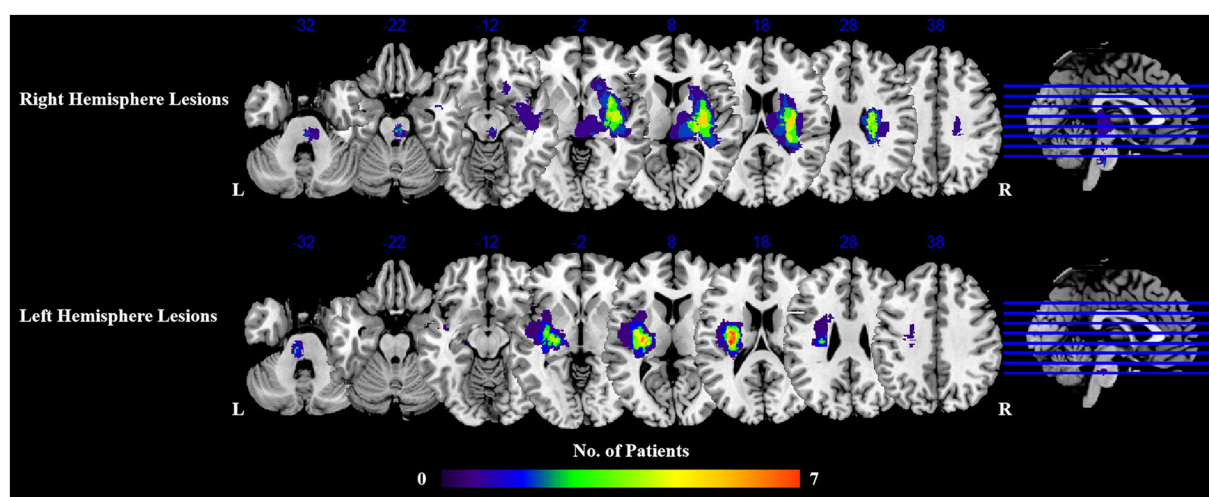 -32 -22 -12 -2 8 18 28 38
Right Hemisphere Lesions
L R
-32 -22 -12 -2 8 18 28 38
Left Hemisphere Lesions
L R
No. of Patients
0 7